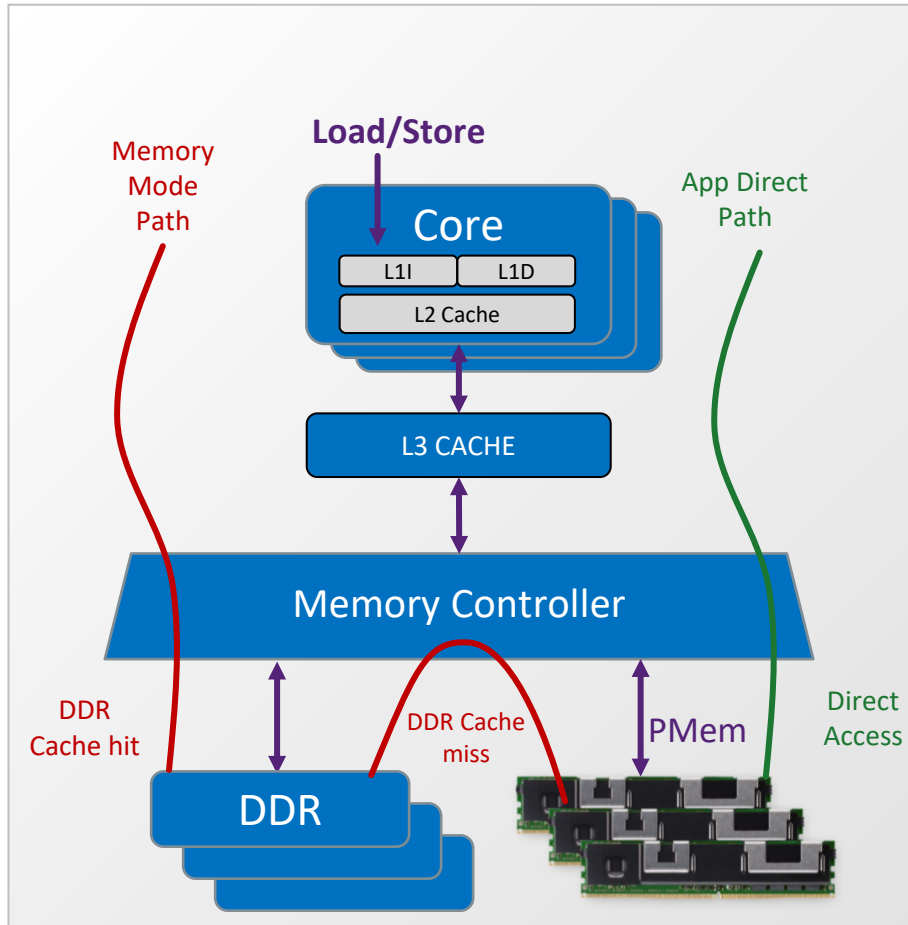 Load/Store
Memory
Mode
Path
App Direct
Path
Core
L1I
L1D
L2 Cache
L3 CACHE
Memory Controller
DDR
Cache hit
DDR Cache
miss
PMem
Direct
Access
DDR